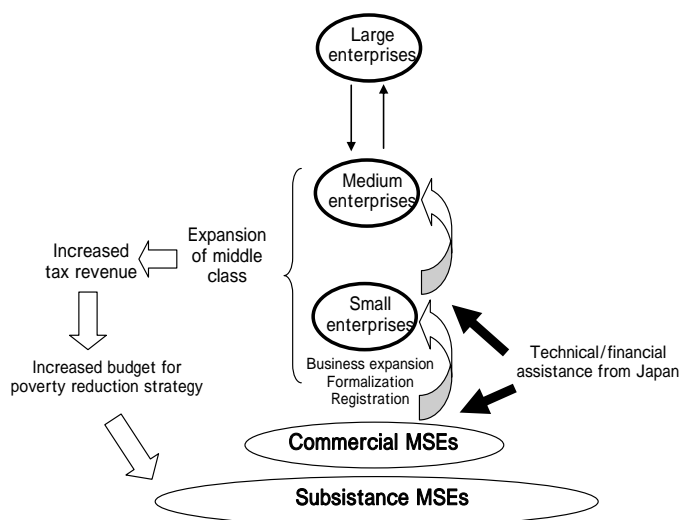 Large
enterprises
Medium
enterprises
Expansion
of middle
class
Increased
tax revenue
Small
enterprises
Business expansion
Formalization
Registration
Technical/financial
assistance from Japan
Increased budget for
poverty reduction strategy
Commercial MSEs
Subsistance MSEs